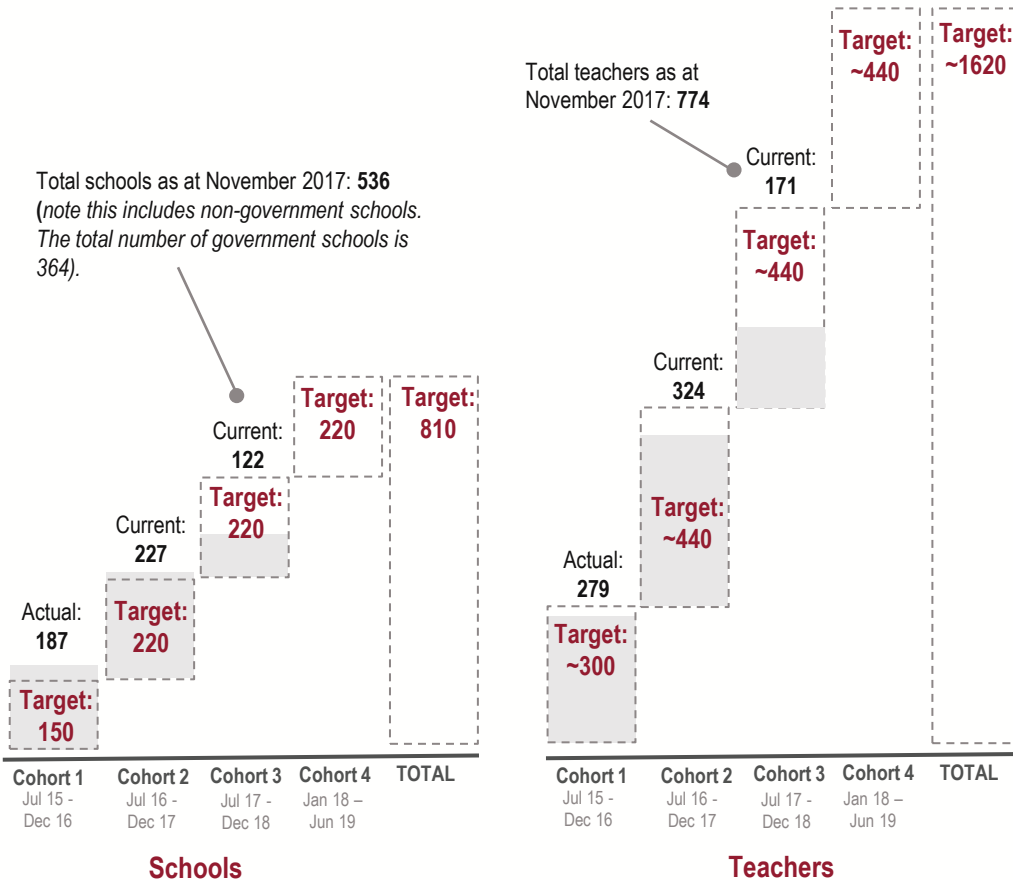 Total schools as at November 2017: 536
(note this includes non-government schools.
The total number of government schools is
364).
Actual:
187
Target:
150
Current:
227
Target:
220
Current:
122
Target:
220
Target:
220
Target:
810
Cohort 1
Jul 15 -
Dec 16
Cohort 2
Jul 16 -
Dec 17
Cohort 3
Jul 17 -
Dec 18
Cohort 4
Jan 18 –
Jun 19
TOTAL
Schools
Total teachers as at
November 2017: 774
Actual:
279
Target:
~300
Current:
324
Target:
~440
Current:
171
Target:
~440
Target:
~440
Target:
~1620
Cohort 1
Jul 15 -
Dec 16
Cohort 2
Jul 16 -
Dec 17
Cohort 3
Jul 17 -
Dec 18
Cohort 4
Jan 18 –
Jun 19
TOTAL
Teachers